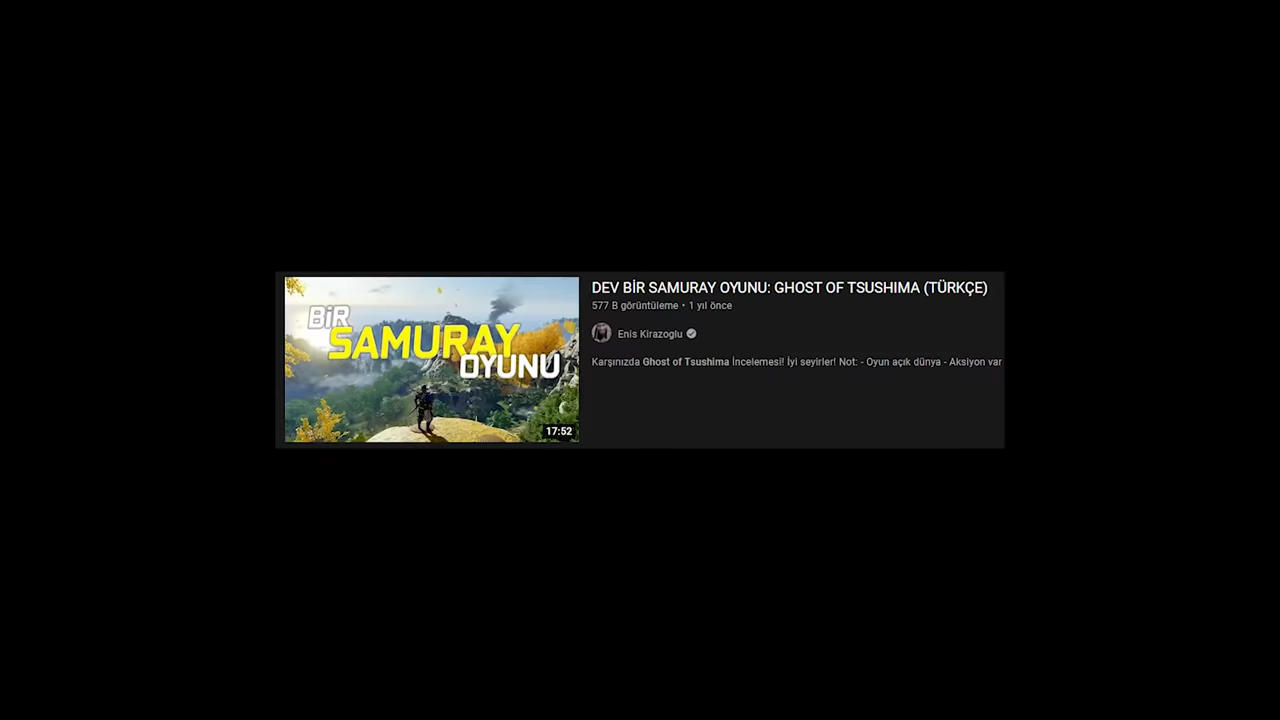 BİR
SAMURAY
OYUNU
17:52
DEV BİR SAMURAY OYUNU: GHOST OF TSUSHIMA (TÜRKÇE)
577 B görüntüleme • 1 yıl önce
Enis Kirazoglu
Karşınızda Ghost of Tsushima İncelemesi! İyi seyirler! Not: - Oyun açık dünya - Aksiyon var